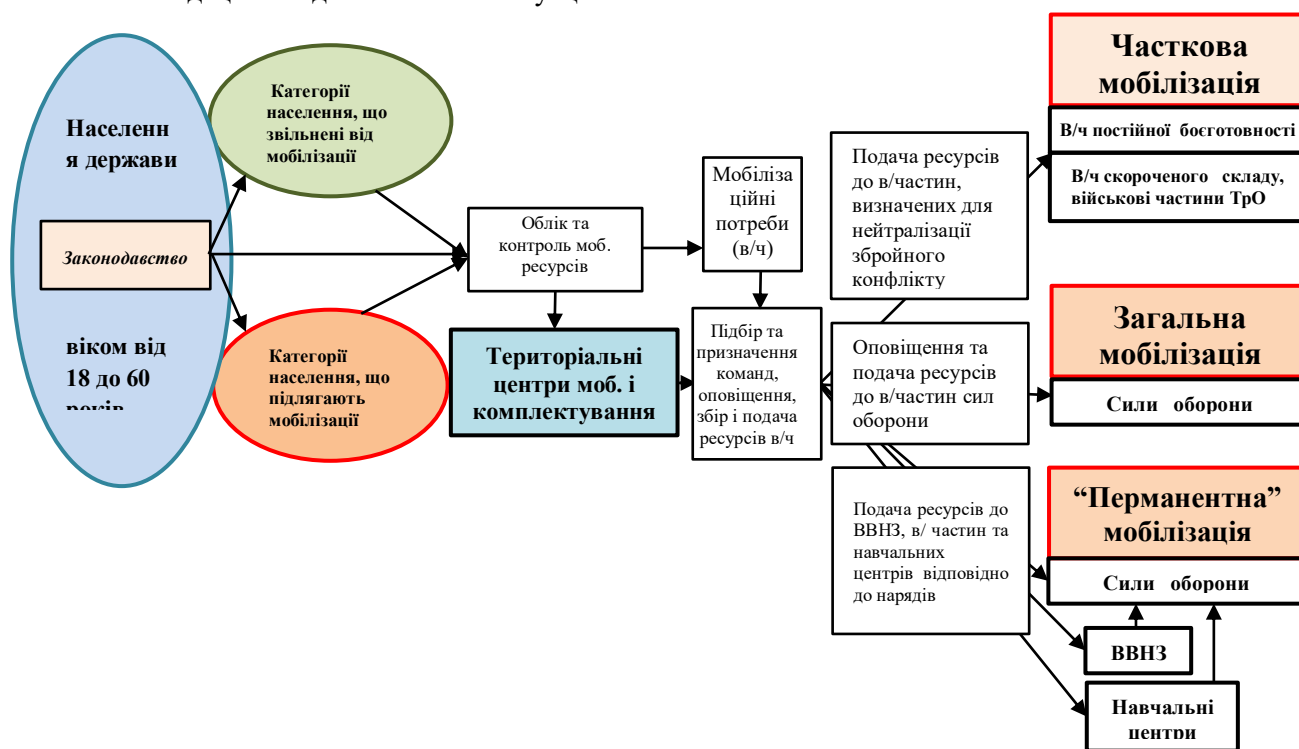 Населенн
я держави
Законодавство
віком від
18 до 60
років
Категорії
населення, що
звільнені від
мобілізації
Категорії
населення, що
підлягають
мобілізації
Облік та
контроль моб.
ресурсів
Територіальні
центри моб. і
комплектування
Мобіліза
ційні
потреби
(в/ч)
Підбір та
призначення
команд,
оповіщення,
збір і подача
ресурсів в/ч
Подача ресурсів
до в/частин,
визначених для
нейтралізації
збройного
конфлікту
Оповіщення та
подача ресурсів
до в/частин сил
оборони
Подача ресурсів до
ВВНЗ, в/ частин та
навчальних
центрів відповідно
до нарядів
Часткова
мобілізація
В/ч постійної боєготовності
В/ч скороченого складу,
військові частини ТрО
Загальна
мобілізація
Сили оборони
“Перманентна”
мобілізація
Сили оборони
ВВНЗ
Навчальні
центри